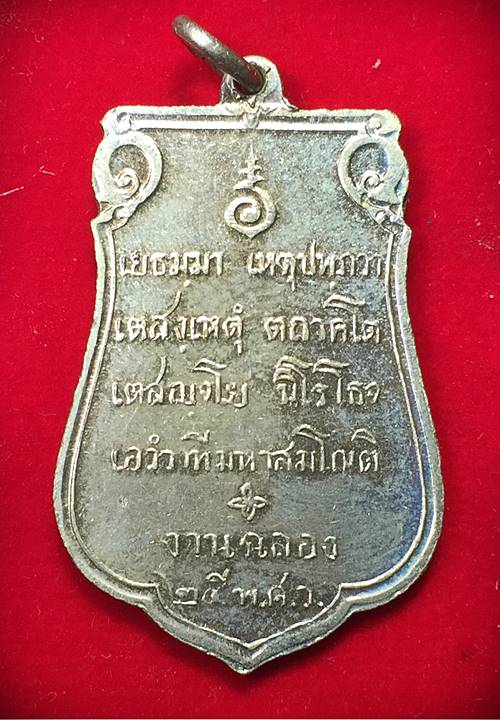 เยธมฺมา เหตุปฺปภวา
เตสํเหตุํ ตถาคโต
เตสญฺจโย นิโรโธจ
เอวํวาทีมหาสมโณติ
งานฉลอง
๒๕ พ.ศ.ว.